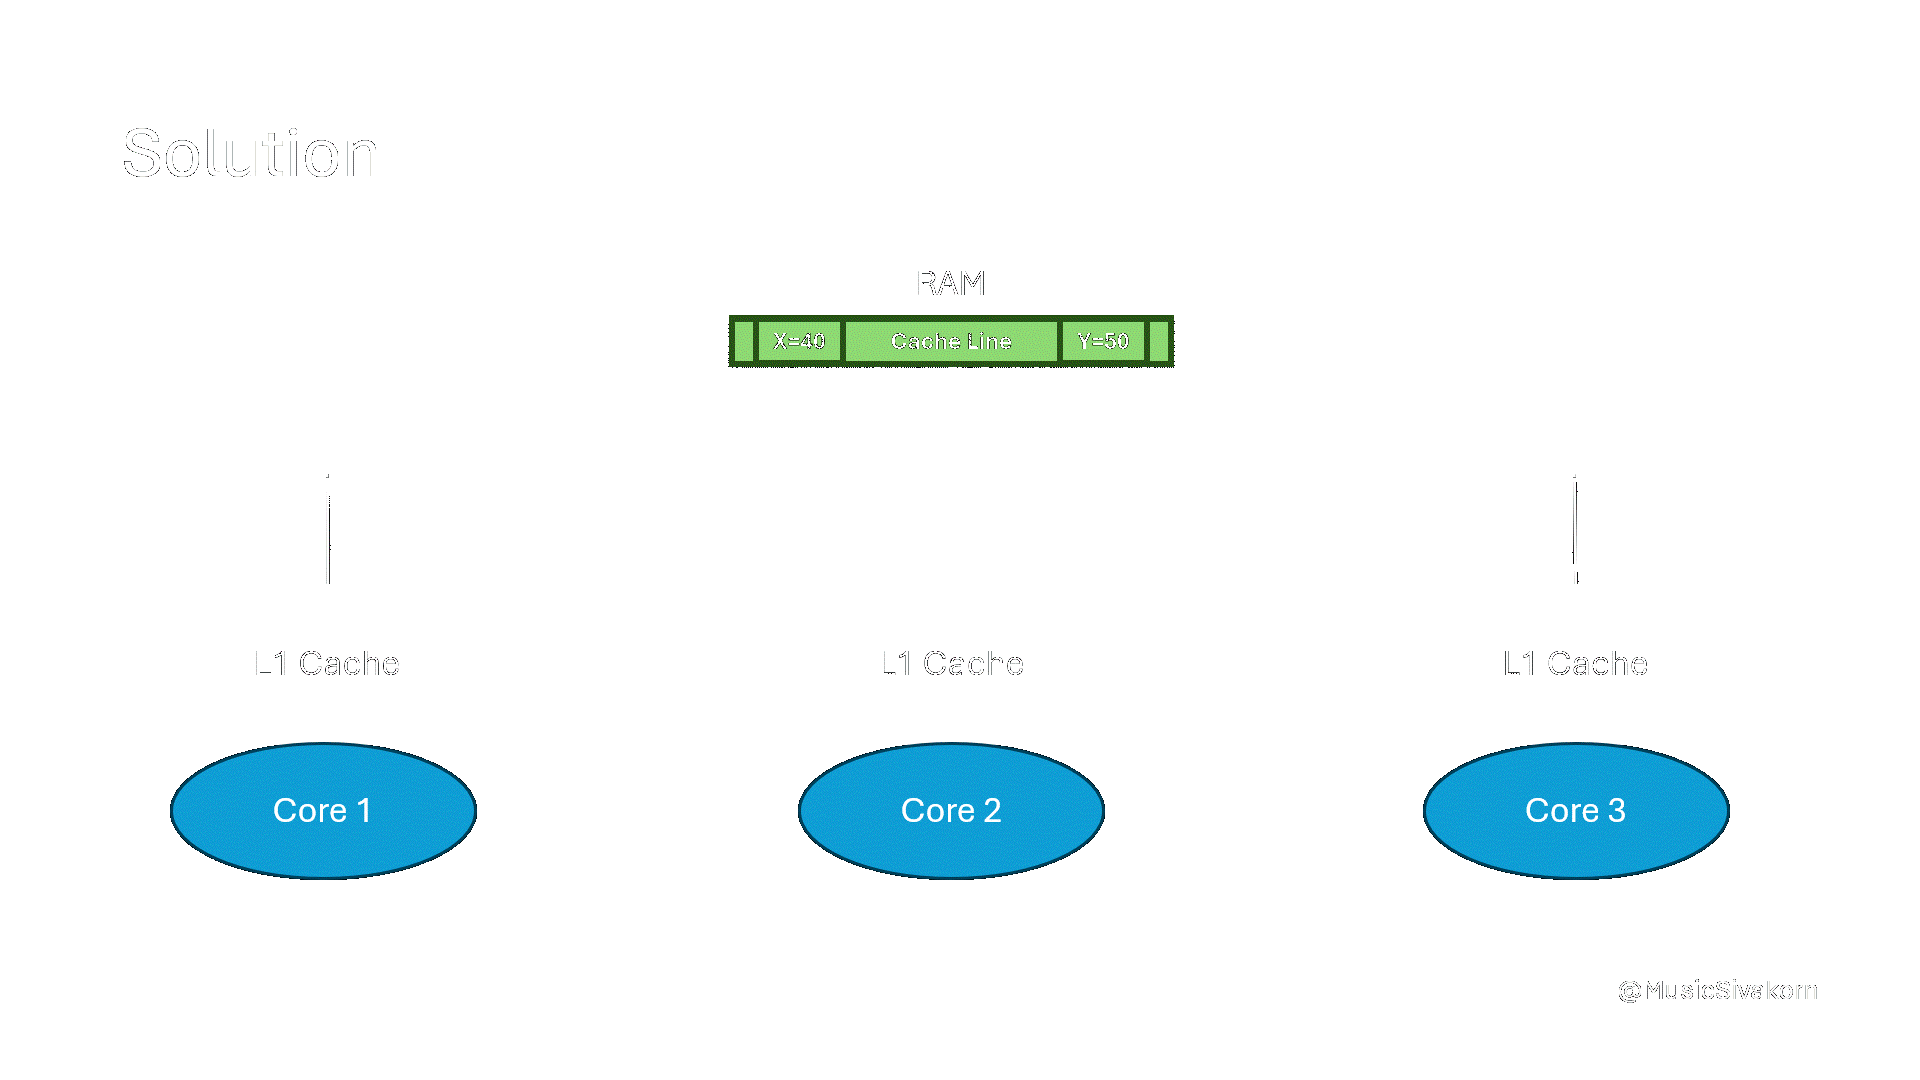 Solution
RAM
X=40 Cache Line Y=50
L1 Cache L1 Cache L1 Cache
Core 1 Core 2 Core 3
@MusicSivakorn